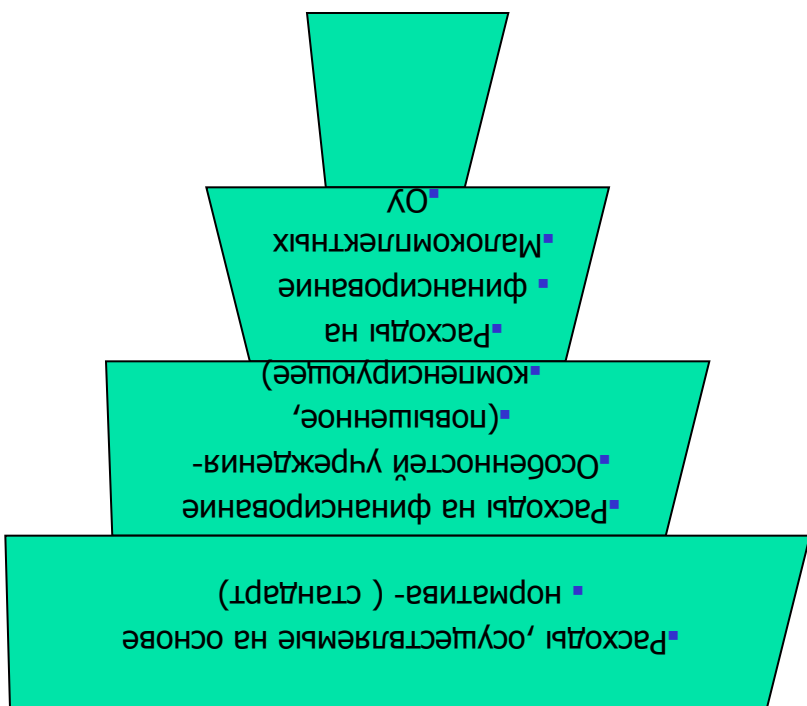 ▪Расходы ,осуществляемые на основе
▪ норматива- ( стандарт)
▪Расходы на финансирование
▪Особенностей учреждения-
▪(повышенное,
▪компенсирующее)
▪Расходы на
▪ финансирование
▪Малокомплектных
▪ОУ